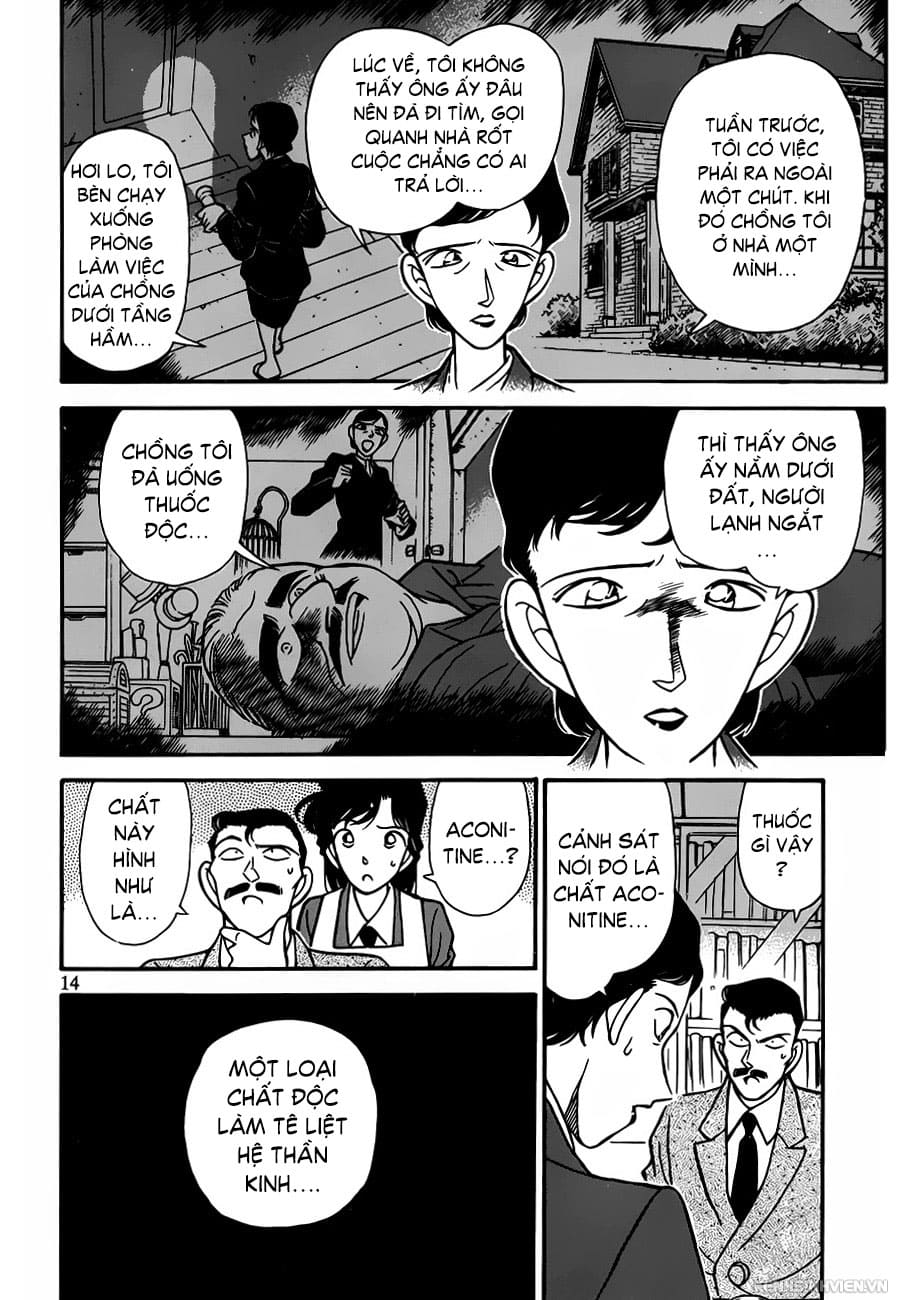 TUẦN TRƯỚC,
TÔI CÓ VIỆC
PHẢI RA NGOÀI
MỘT CHÚT. KHI
ĐÓ CHỒNG TÔI
Ở NHÀ MỘT
MÌNH...
LÚC VỀ, TÔI KHÔNG
THẤY ÔNG ẤY ĐÂU
NÊN ĐÃ ĐI TÌM, GỌI
QUANH NHÀ RỐT
CUỘC CHẲNG CÓ AI
TRẢ LỜI...
HƠI LO, TÔI
BÈN CHẠY
XUỐNG
PHÒNG
LÀM VIỆC
CỦA CHỒNG
DƯỚI TẦNG
HẦM...
THÌ THẤY ÔNG
ẤY NẰM DƯỚI
ĐẤT, NGƯỜI
LẠNH NGẮT
...
CHỒNG TÔI
ĐÃ UỐNG
THUỐC
ĐỘC...
THUỐC
GÌ VẬY
?
CẢNH SÁT
NÓI ĐÓ LÀ
CHẤT ACO-
NITINE...
ACONI-
TINE...?
CHẤT
NÀY
HÌNH
NHƯ
LÀ...
14
MỘT LOẠI
CHẤT ĐỘC
LÀM TÊ LIỆT
HỆ THẦN
KINH....